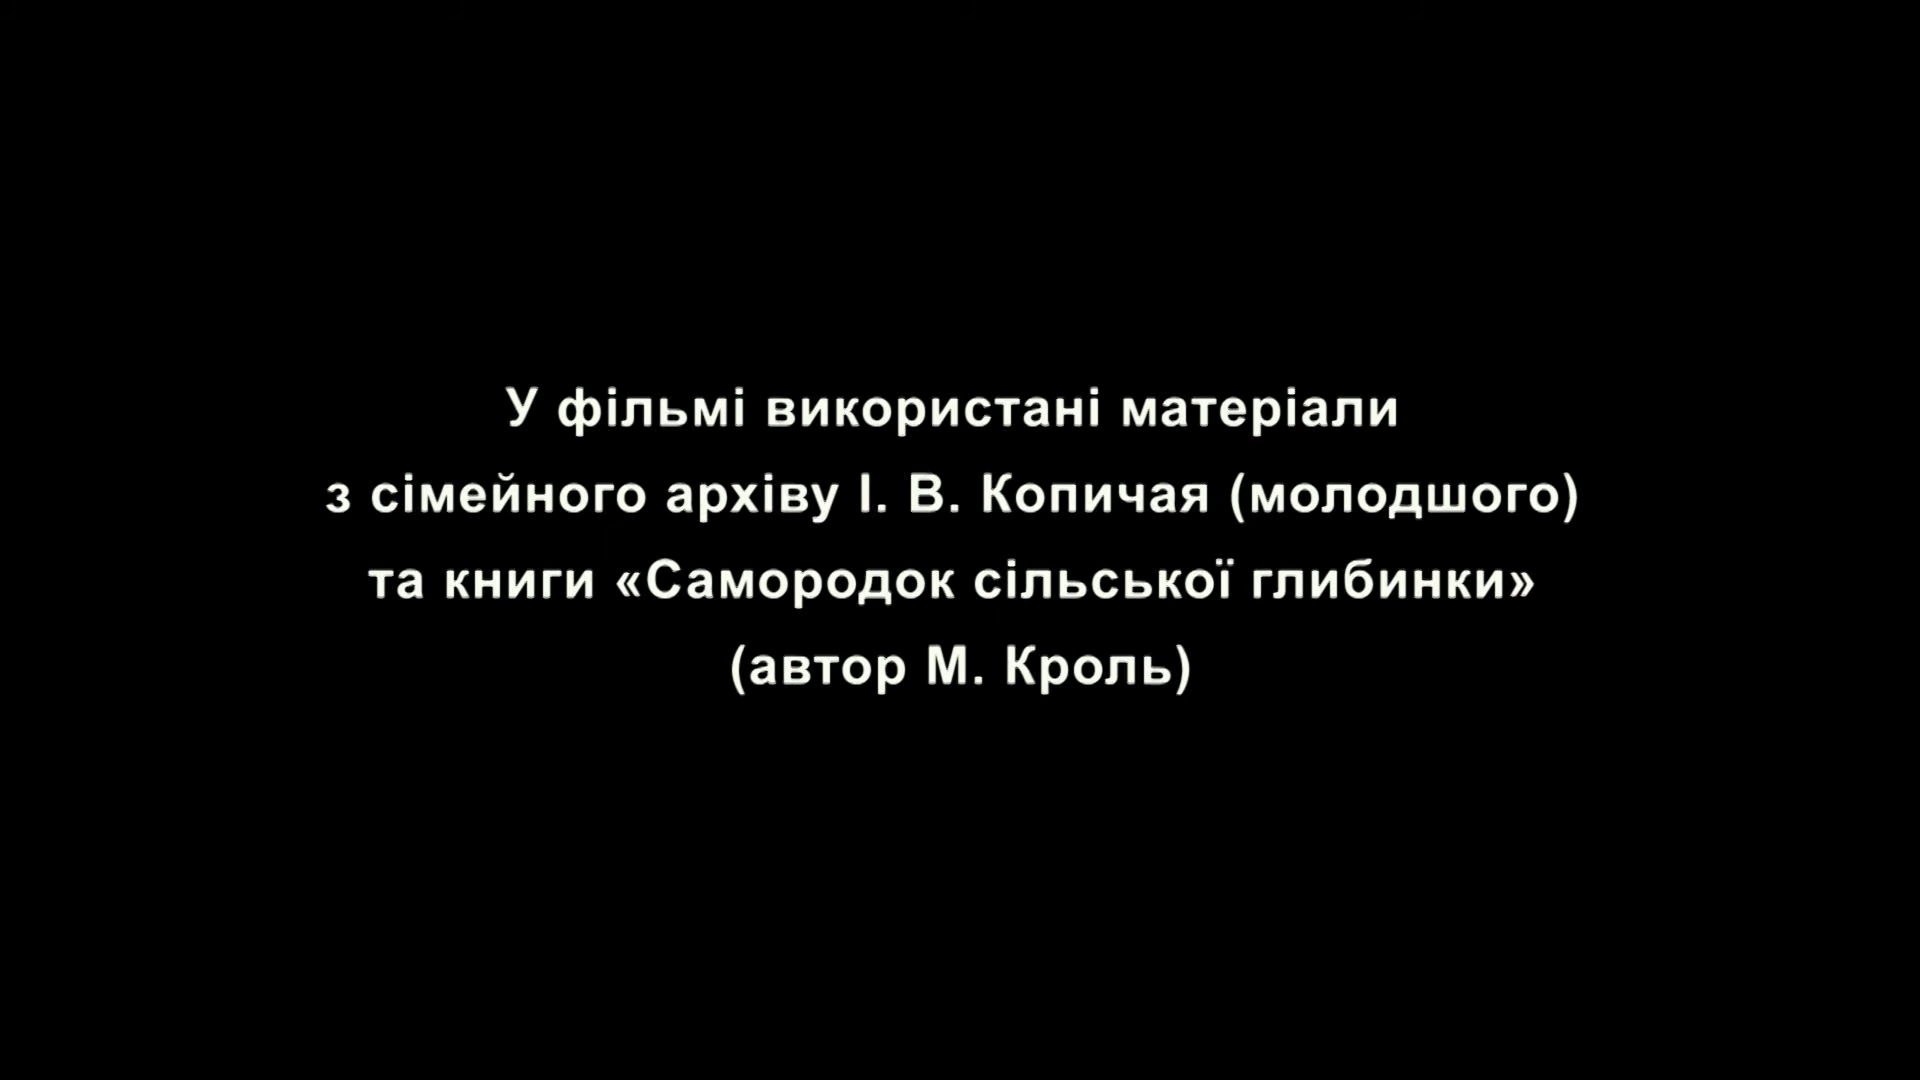 У фільмі використані матеріали
з сімейного архіву І. В. Копичая (молодшого)
та книги «Самородок сільської глибинки»
(автор М. Кроль)